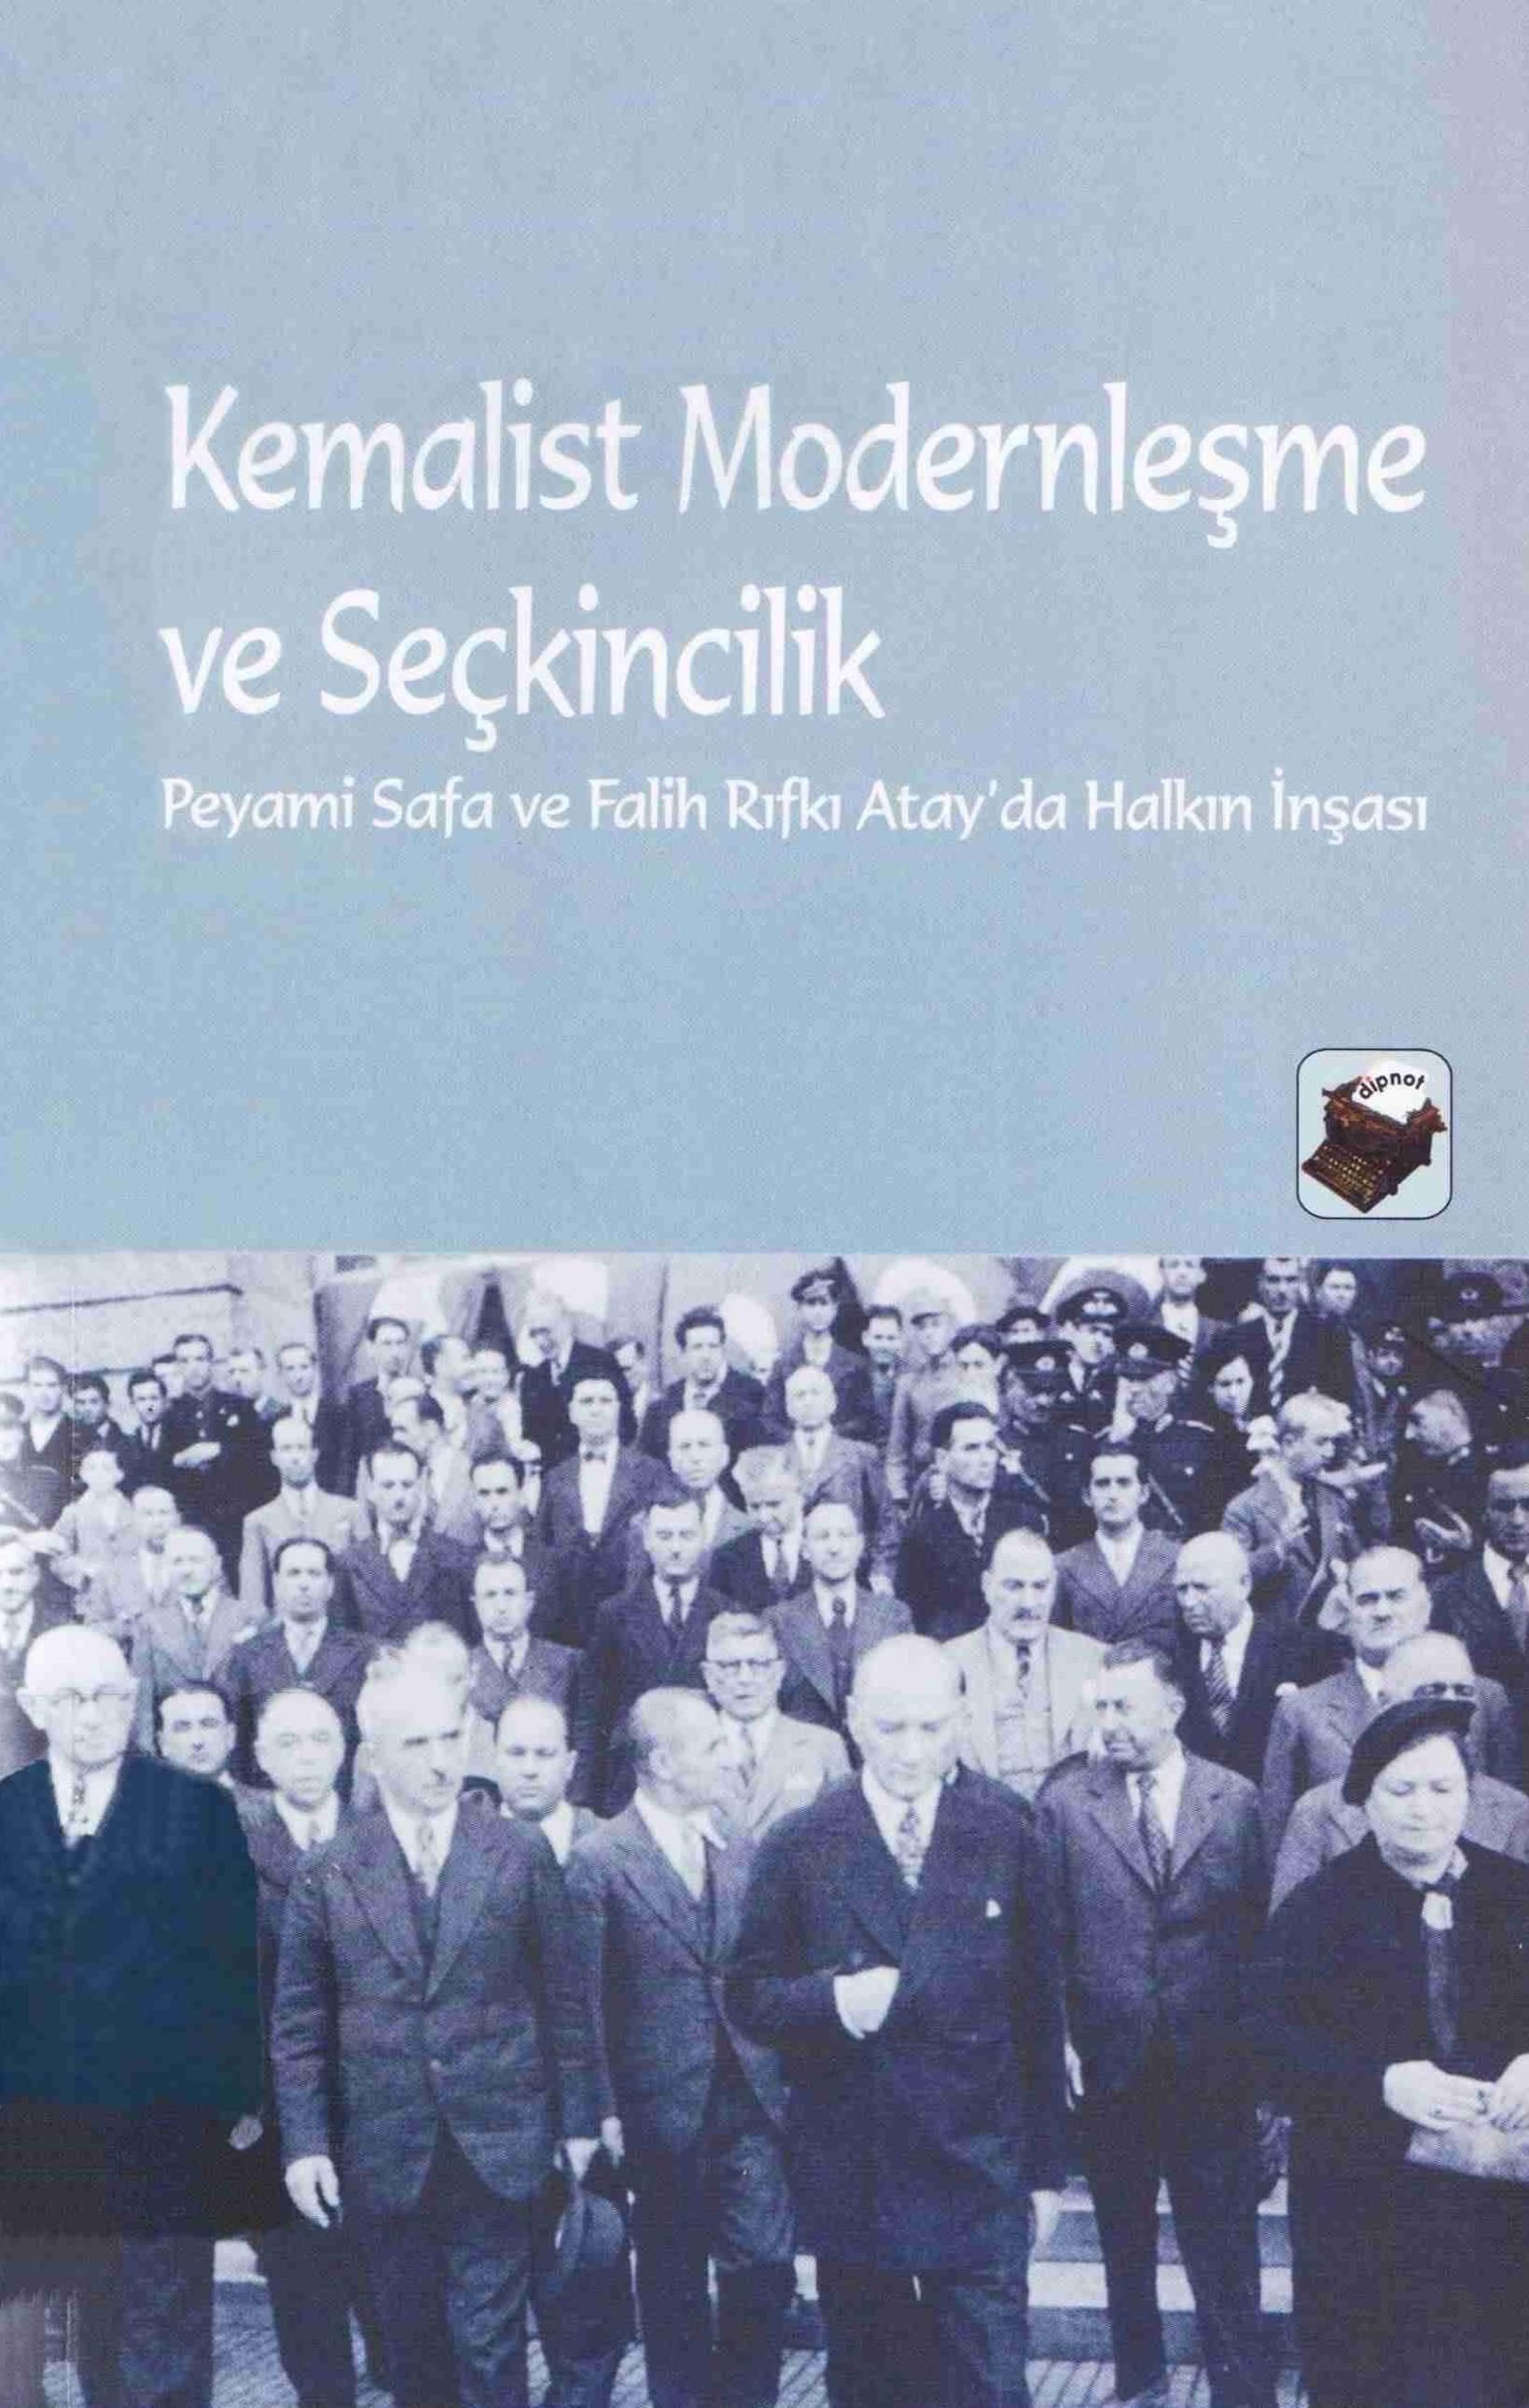 Kemalist Modernleşme
ve Seçkincilik
Peyami Safa ve Falih Rıfkı Atay'da Halkın İnşası
dipnot